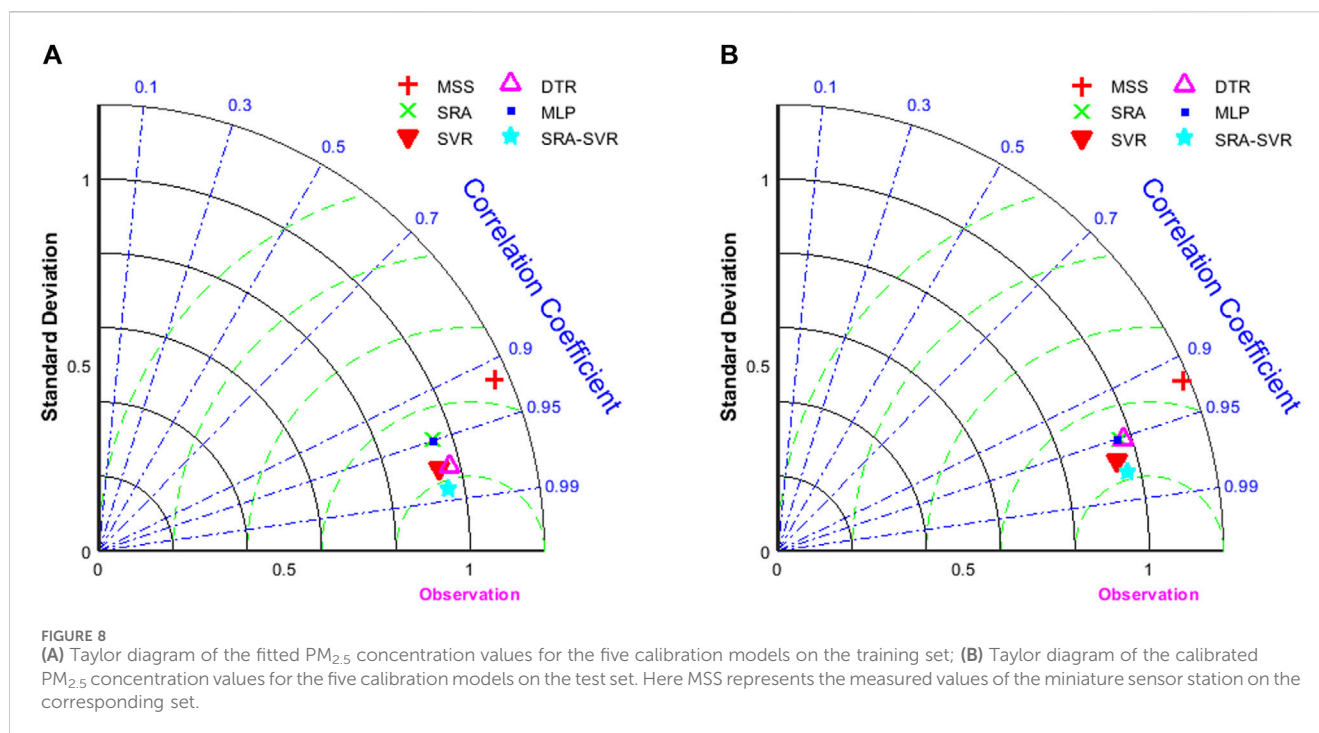 A
MSS
DTR
SRA
MLP
SVR
SRA-SVR
0.1
0.3
0.5
0.7
0.9
0.95
0.99
Correlation Coefficient
Standard Deviation
1
0.5
0
0
0.5
1
Observation
B
MSS
DTR
SRA
MLP
SVR
SRA-SVR
0.1
0.3
0.5
0.7
0.9
0.95
0.99
Correlation Coefficient
Standard Deviation
1
0.5
0
0
0.5
1
Observation
FIGURE 8
(A) Taylor diagram of the fitted PM2.5 concentration values for the five calibration models on the training set; (B) Taylor diagram of the calibrated
PM2.5 concentration values for the five calibration models on the test set. Here MSS represents the measured values of the miniature sensor station on the
corresponding set.